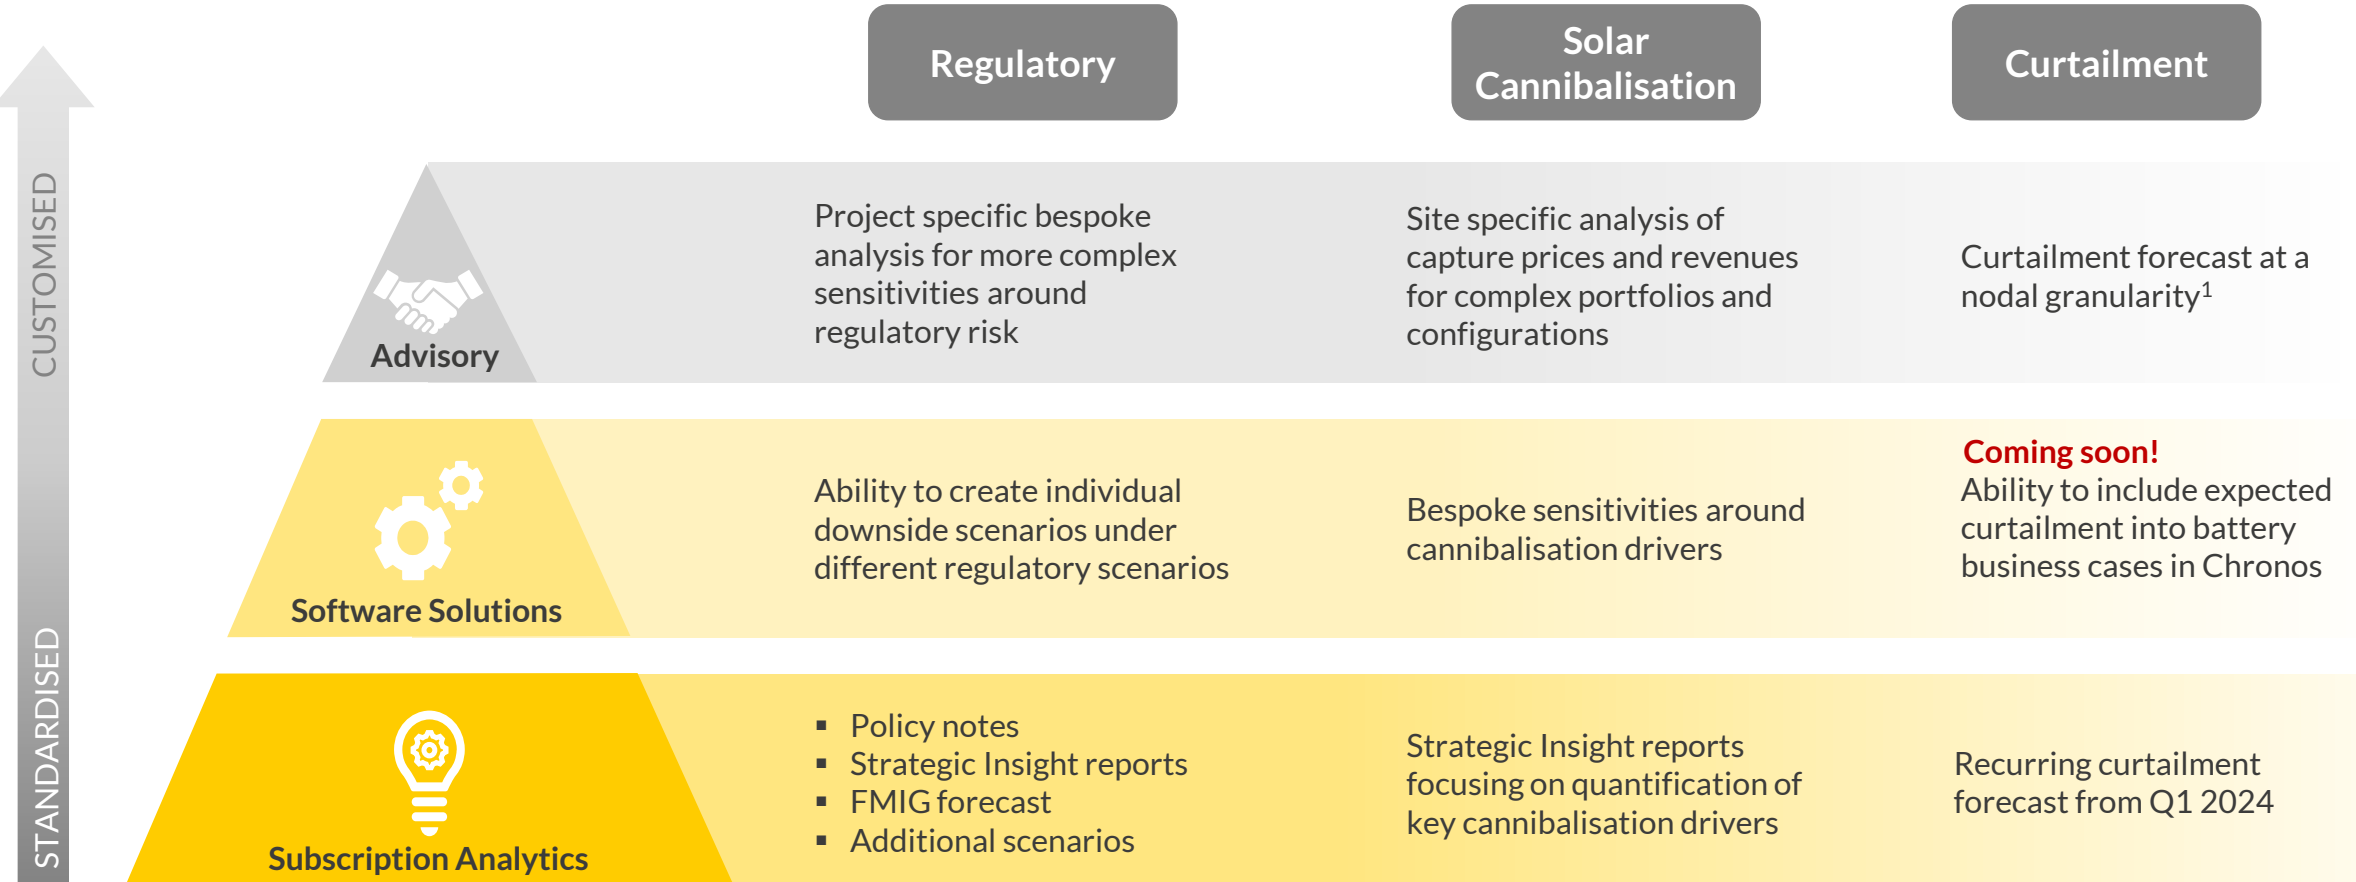 Regulatory
Solar
Cannibalisation
Curtailment
CUSTOMISED
STANDARDISED
Advisory
Project specific bespoke
analysis for more complex
sensitivities around
regulatory risk
Site specific analysis of
capture prices and revenues
for complex portfolios and
configurations
Curtailment forecast at a
nodal granularity¹
Software Solutions
Ability to create individual
downside scenarios under
different regulatory scenarios
Bespoke sensitivities around
cannibalisation drivers
Coming soon!
Ability to include expected
curtailment into battery
business cases in Chronos
Subscription Analytics
▪ Policy notes
▪ Strategic Insight reports
▪ FMIG forecast
▪ Additional scenarios
Strategic Insight reports
focusing on quantification of
key cannibalisation drivers
Recurring curtailment
forecast from Q1 2024